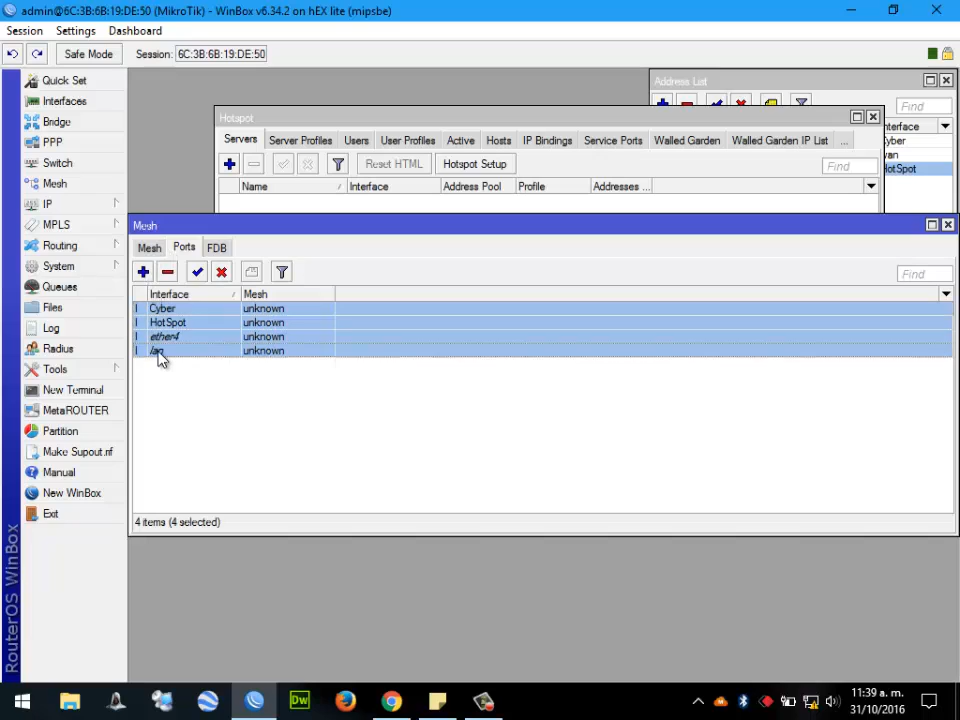 admin@6C:3B:6B:19:DE:50 (MikroTik) - WinBox v6.34.2 on hEX lite (mipsbe)
Session Settings Dashboard
Safe Mode Session: 6C:3B:6B:19:DE:50
Quick Set
Interfaces
Bridge
PPP
Switch
Mesh
IP
MPLS
Routing
System
Queues
Files
Log
Radius
Tools
New Terminal
MetaROUTER
Partition
Make Supout.rif
Manual
New WinBox
Exit
RouterOS WinBox
Address List
Find
HotSpot
Hotspot
Servers Server Profiles Users User Profiles Active Hosts IP Bindings Service Ports Walled Garden Walled Garden IP List ...
Reset HTML Hotspot Setup Find
Name Interface Address Pool Profile Addresses ...
Mesh
Mesh Ports FDB
Find
Interface Mesh
I Cyber unknown
I HotSpot unknown
I ether4 unknown
I lan unknown
4 items (4 selected)
Dw
11:39 a. m.
31/10/2016